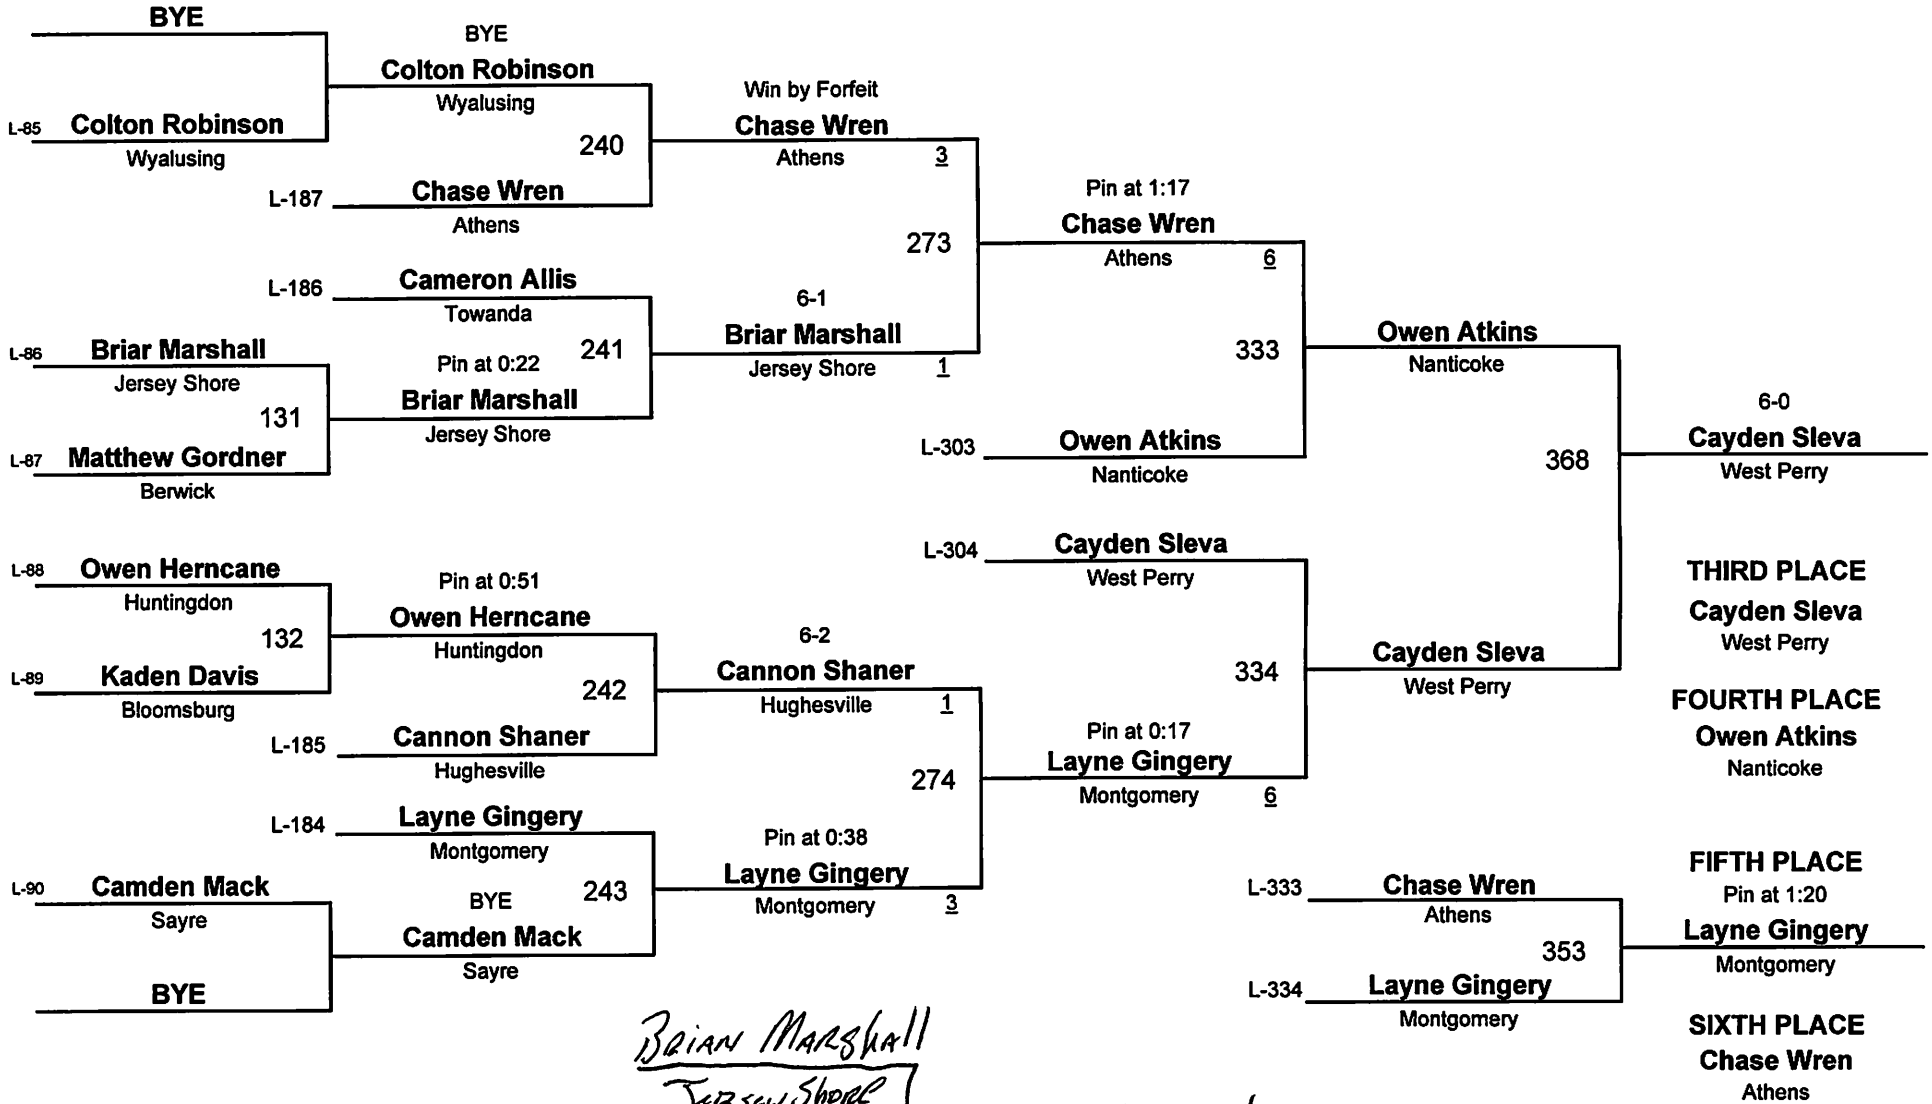 BYE
L-85 Colton Robinson
Wyalusing
BYE
Colton Robinson
Wyalusing
240
L-187 Chase Wren
Athens
Win by Forfeit
Chase Wren
Athens 3
L-186 Cameron Allis
Towanda
241
L-86 Briar Marshall
Jersey Shore
131
L-87 Matthew Gordner
Berwick
Pin at 0:22
Briar Marshall
Jersey Shore
6-1
Briar Marshall
Jersey Shore 1
273
Pin at 1:17
Chase Wren
Athens 6
333
L-303 Owen Atkins
Nanticoke
Owen Atkins
Nanticoke
368
6-0
Cayden Sleva
West Perry
L-88 Owen Herncane
Huntingdon
132
L-89 Kaden Davis
Bloomsburg
Pin at 0:51
Owen Herncane
Huntingdon
242
L-185 Cannon Shaner
Hughesville
6-2
Cannon Shaner
Hughesville 1
274
L-184 Layne Gingery
Montgomery
243
L-90 Camden Mack
Sayre
BYE
BYE
Camden Mack
Sayre
Pin at 0:38
Layne Gingery
Montgomery 3
L-304 Cayden Sleva
West Perry
334
Pin at 0:17
Layne Gingery
Montgomery 6
Cayden Sleva
West Perry
THIRD PLACE
Cayden Sleva
West Perry
FOURTH PLACE
Owen Atkins
Nanticoke
L-333 Chase Wren
Athens
353
L-334 Layne Gingery
Montgomery
FIFTH PLACE
Pin at 1:20
Layne Gingery
Montgomery
SIXTH PLACE
Chase Wren
Athens
Brian Marshall
Jersey Shore